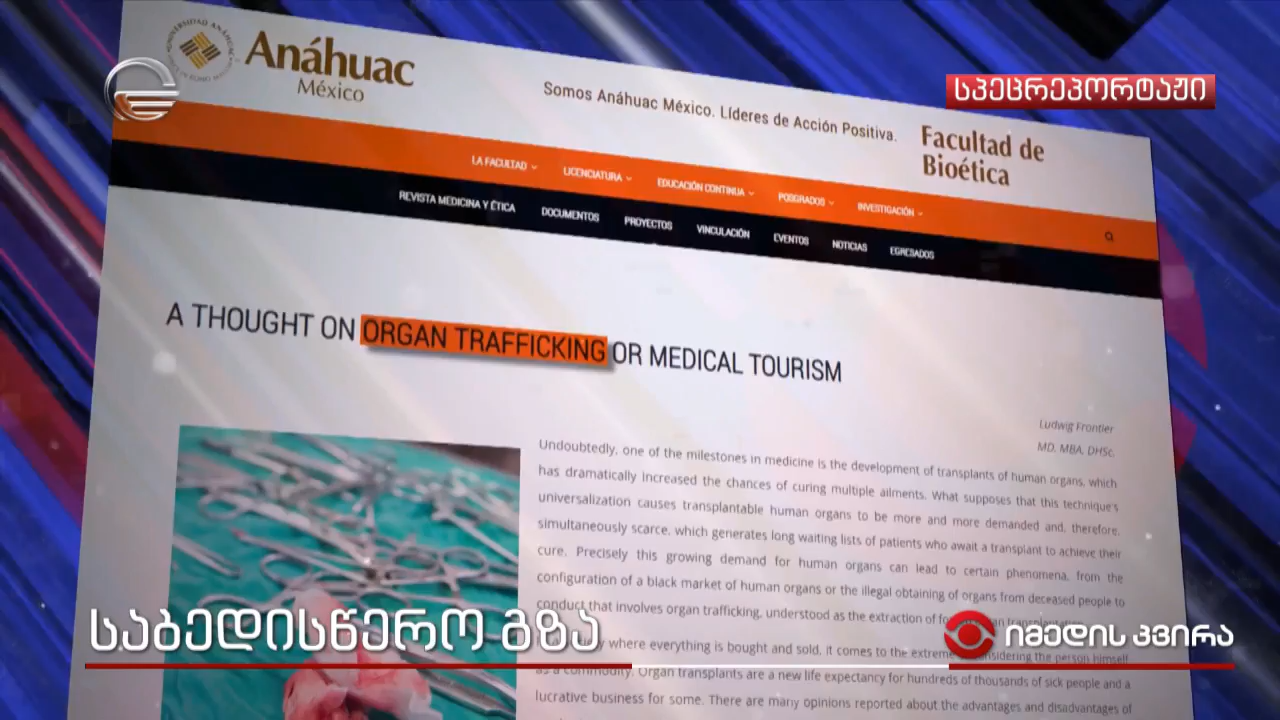 UNIVERSIDAD ANÁHUAC
Anáhuac
México
Somos Anáhuac México. Líderes de Acción Positiva.
Facultad de
Bioética
სპეცრეპორტაჟი
LA FACULTAD
LICENCIATURA
EDUCACIÓN CONTINUA
POSGRADOS
INVESTIGACIÓN
REVISTA MEDICINA Y ÉTICA
DOCUMENTOS
PROYECTOS
VINCULACIÓN
EVENTOS
NOTICIAS
EGRESADOS
A THOUGHT ON ORGAN TRAFFICKING OR MEDICAL TOURISM
Ludwig Frontier
MD, MBA, DHSc.
Undoubtedly, one of the milestones in medicine is the development of transplants of human organs, which
has dramatically increased the chances of curing multiple ailments. What supposes that this technique's
universalization causes transplantable human organs to be more and more demanded and, therefore,
simultaneously scarce, which generates long waiting lists of patients who await a transplant to achieve their
cure. Precisely this growing demand for human organs can lead to certain phenomena, from the
configuration of a black market of human organs or the illegal obtaining of organs from deceased people to
conduct that involves organ trafficking, understood as the extraction of
where everything is bought and sold, it comes to the extreme considering the person himself
as a commodity. Organ transplants are a new life expectancy for hundreds of thousands of sick people and a
lucrative business for some. There are many opinions reported about the advantages and disadvantages of
საბედისწერო გზა
იმედის კვირა